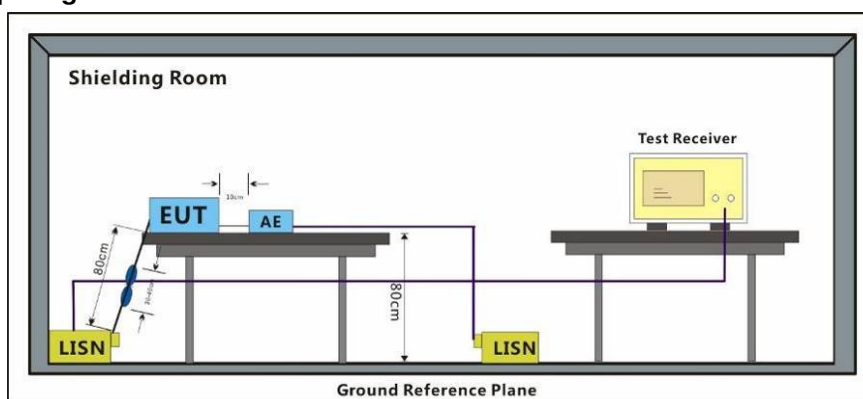 Shielding Room
Test Receiver
10cm
EUT
AE
80cm
80cm
LISN
LISN
Ground Reference Plane